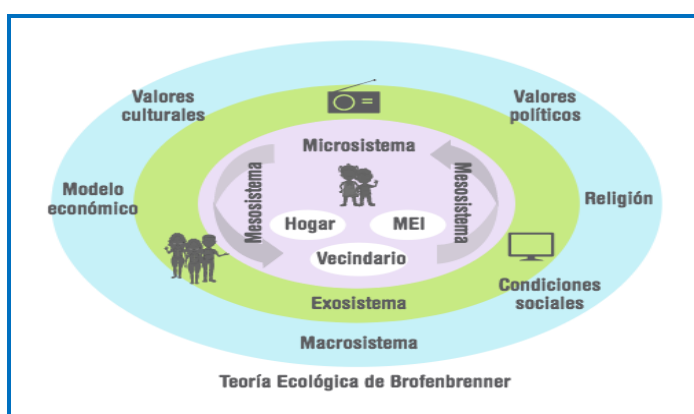 Valores
culturales
Valores
políticos
Microsistema
Modelo
económico
Mesosistema
Mesosistema
Religión
Hogar
MEI
Vecindario
Condiciones
sociales
Exosistema
Macrosistema
Teoría Ecológica de Brofenbrenner